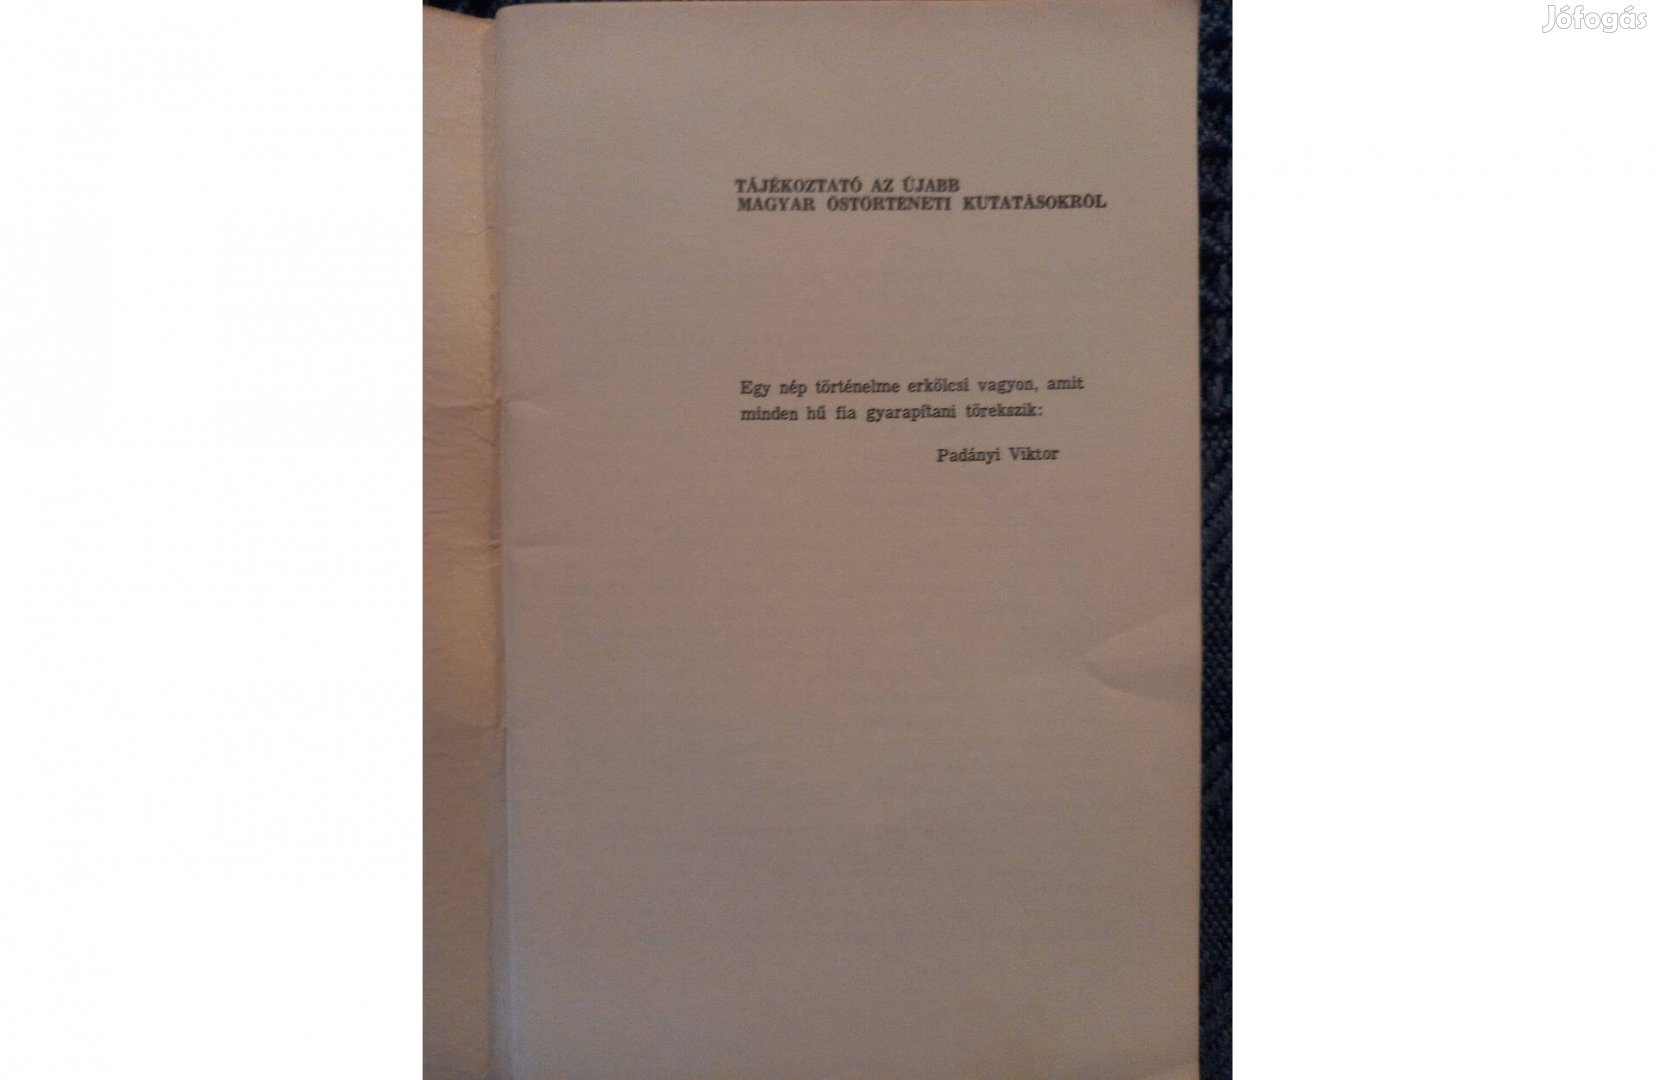 Jófogás
TÁJÉKOZTATÓ AZ ÚJABB
MAGYAR ŐSTÖRTÉNETI KUTATÁSOKRÓL
Egy nép történelme erkölcsi vagyon, amit
minden hű fia gyarapítani törekszik:
Padányi Viktor